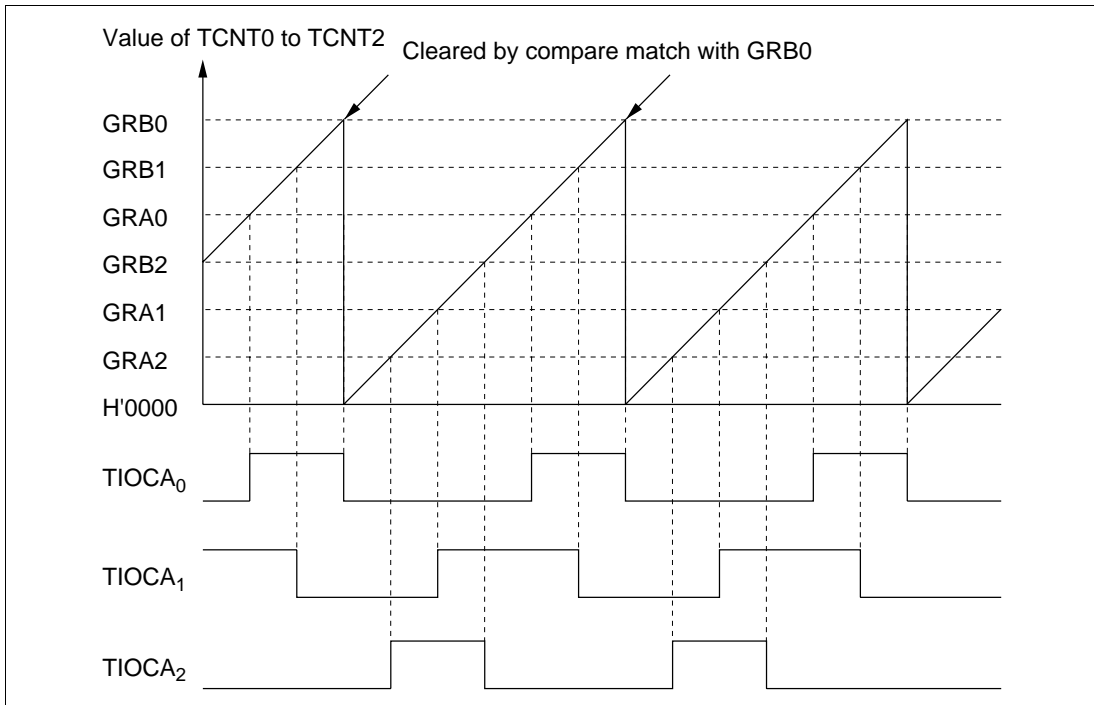 Value of TCNT0 to TCNT2
Cleared by compare match with GRB0
GRB0
GRB1
GRA0
GRB2
GRA1
GRA2
H'0000
TIOCA0
TIOCA1
TIOCA2